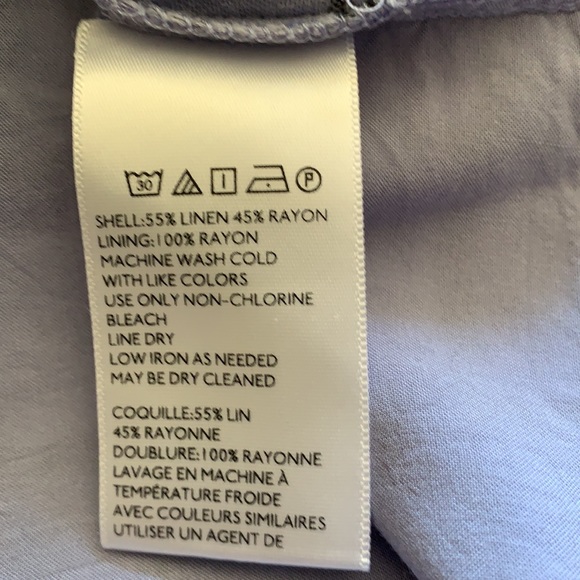 30 P
SHELL:55% LINEN 45% RAYON
LINING:100% RAYON
MACHINE WASH COLD
WITH LIKE COLORS
USE ONLY NON-CHLORINE
BLEACH
LINE DRY
LOW IRON AS NEEDED
MAY BE DRY CLEANED
COQUILLE:55% LIN
45% RAYONNE
DOUBLURE:100% RAYONNE
LAVAGE EN MACHINE À
TEMPÉRATURE FROIDE
AVEC COULEURS SIMILAIRES
UTILISER UN AGENT DE